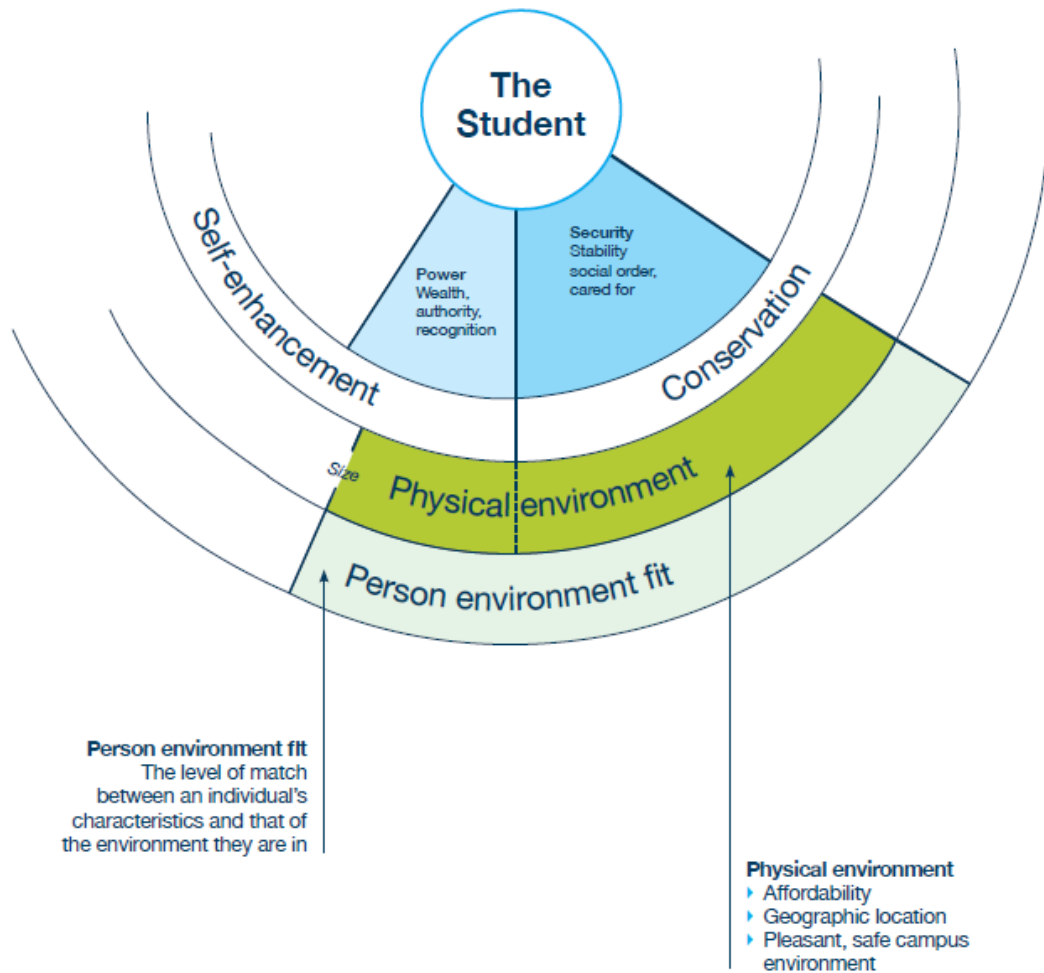 The
Student
Power
Wealth,
authority,
recognition
Security
Stability
social order,
cared for
Self-enhancement
Conservation
Size
Physical environment
Person environment fit
Person environment fit
The level of match
between an individual's
characteristics and that of
the environment they are in
Physical environment
Affordability
Geographic location
Pleasant, safe campus
environment